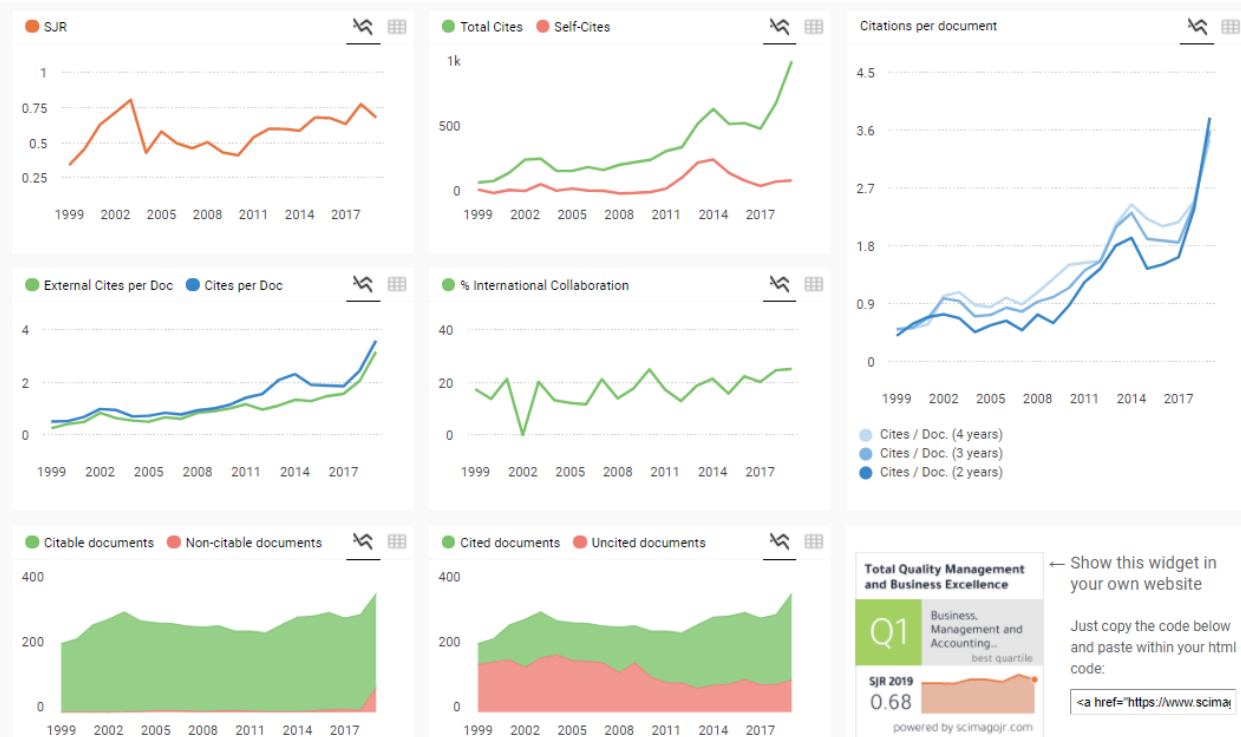 SJR
1
0.75
0.5
0.25
1999 2002 2005 2008 2011 2014 2017
Total Cites Self-Cites
1k
500
0
1999 2002 2005 2008 2011 2014 2017
Citations per document
4.5
3.6
2.7
1.8
0.9
0
1999 2002 2005 2008 2011 2014 2017
Cites / Doc. (4 years)
Cites / Doc. (3 years)
Cites / Doc. (2 years)
External Cites per Doc Cites per Doc
4
2
0
1999 2002 2005 2008 2011 2014 2017
% International Collaboration
40
20
0
1999 2002 2005 2008 2011 2014 2017
Citable documents Non-citable documents
400
200
0
1999 2002 2005 2008 2011 2014 2017
Cited documents Uncited documents
400
200
0
1999 2002 2005 2008 2011 2014 2017
Total Quality Management
and Business Excellence
Q1
Business,
Management and
Accounting...
best quartile
SJR 2019
0.68
powered by scimagojr.com
← Show this widget in
your own website
Just copy the code below
and paste within your html
code:
<a href="https://www.scimag